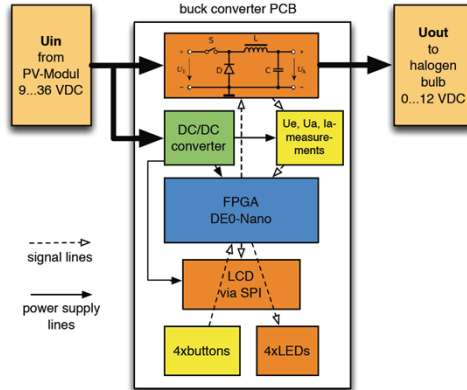 buck converter PCB
Uin
from
PV-Modul
9...36 VDC
S
L
U_E
D
C
U_A
Uout
to
halogen
bulb
0...12 VDC
DC/DC
converter
Ue, Ua, Ia-
measure-
ments
FPGA
DE0-Nano
signal lines
LCD
via SPI
power supply
lines
4xbuttons
4xLEDs